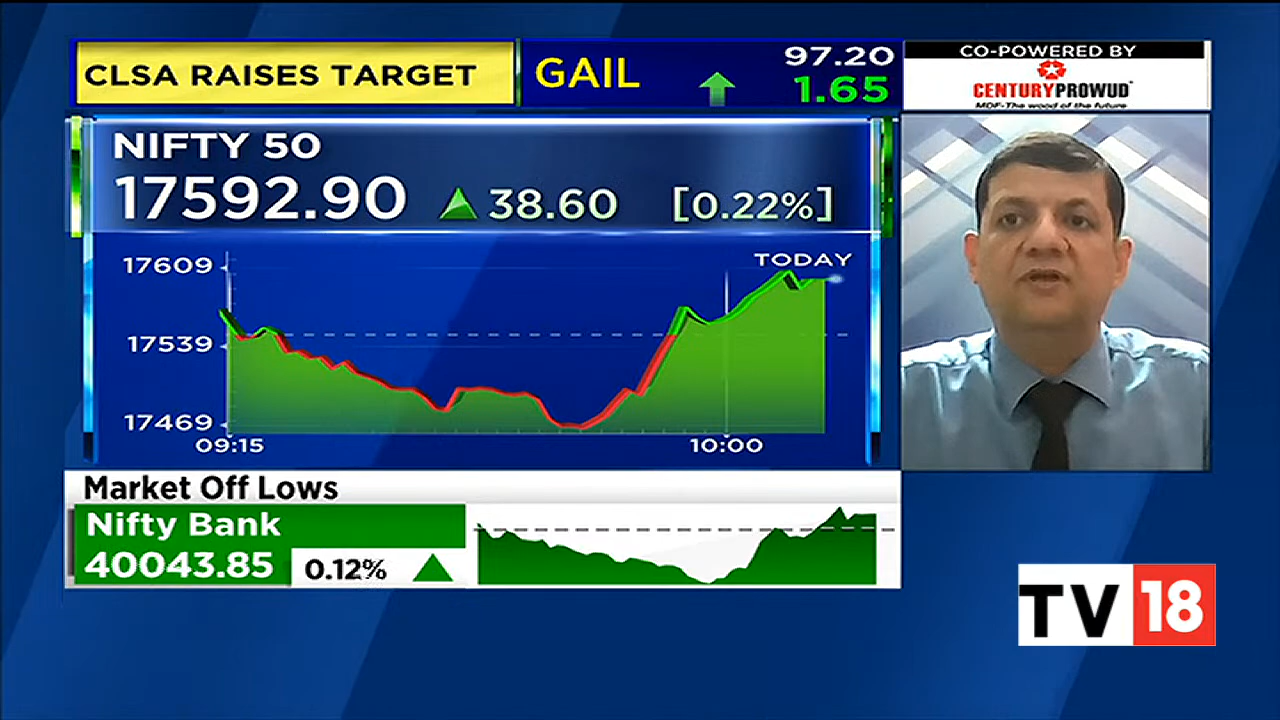 CLSA RAISES TARGET
GAIL
97.20
1.65
CO-POWERED BY
CENTURYPROWUD
MDF-The wood of the future
NIFTY 50
17592.90 38.60 [0.22%]
TODAY
17609
17539
17469
09:15 10:00
Market Off Lows
Nifty Bank
40043.85 0.12%
TV18